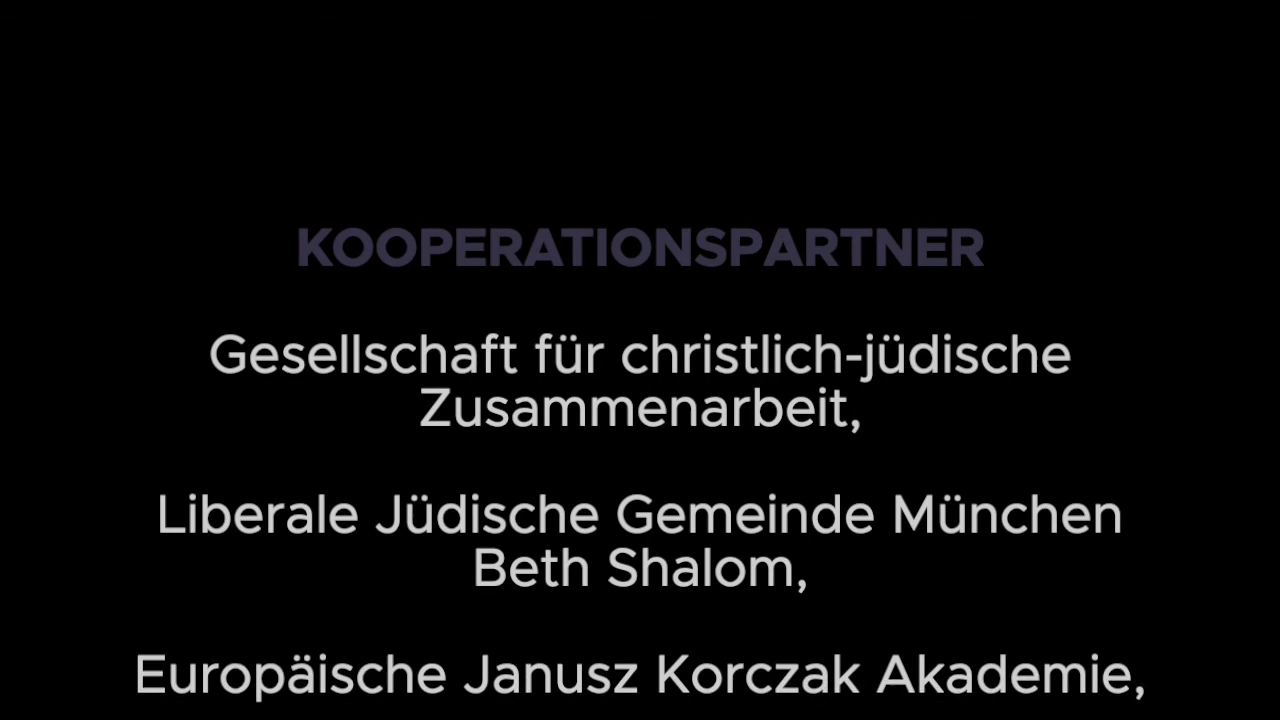 KOOPERATIONSPARTNER
Gesellschaft für christlich-jüdische
Zusammenarbeit,
Liberale Jüdische Gemeinde München
Beth Shalom,
Europäische Janusz Korczak Akademie,